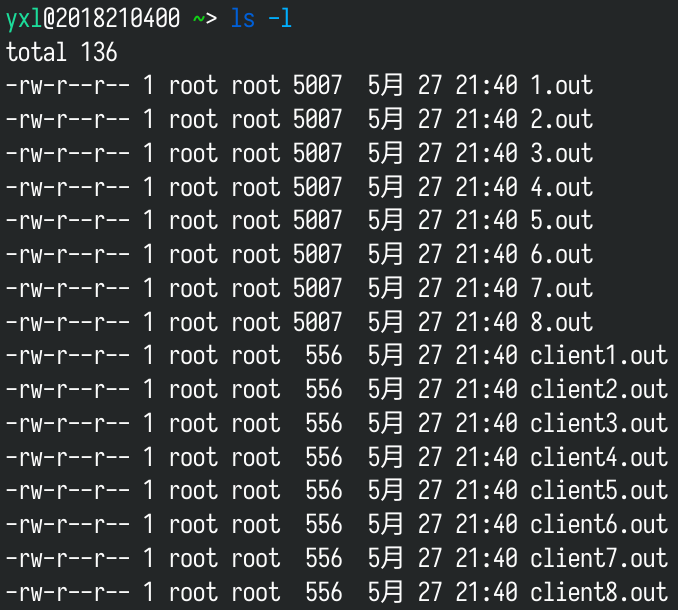 yxl@2018210400 ~> ls -l
total 136
-rw-r--r-- 1 root root 5007  5月 27 21:40 1.out
-rw-r--r-- 1 root root 5007  5月 27 21:40 2.out
-rw-r--r-- 1 root root 5007  5月 27 21:40 3.out
-rw-r--r-- 1 root root 5007  5月 27 21:40 4.out
-rw-r--r-- 1 root root 5007  5月 27 21:40 5.out
-rw-r--r-- 1 root root 5007  5月 27 21:40 6.out
-rw-r--r-- 1 root root 5007  5月 27 21:40 7.out
-rw-r--r-- 1 root root 5007  5月 27 21:40 8.out
-rw-r--r-- 1 root root  556  5月 27 21:40 client1.out
-rw-r--r-- 1 root root  556  5月 27 21:40 client2.out
-rw-r--r-- 1 root root  556  5月 27 21:40 client3.out
-rw-r--r-- 1 root root  556  5月 27 21:40 client4.out
-rw-r--r-- 1 root root  556  5月 27 21:40 client5.out
-rw-r--r-- 1 root root  556  5月 27 21:40 client6.out
-rw-r--r-- 1 root root  556  5月 27 21:40 client7.out
-rw-r--r-- 1 root root  556  5月 27 21:40 client8.out